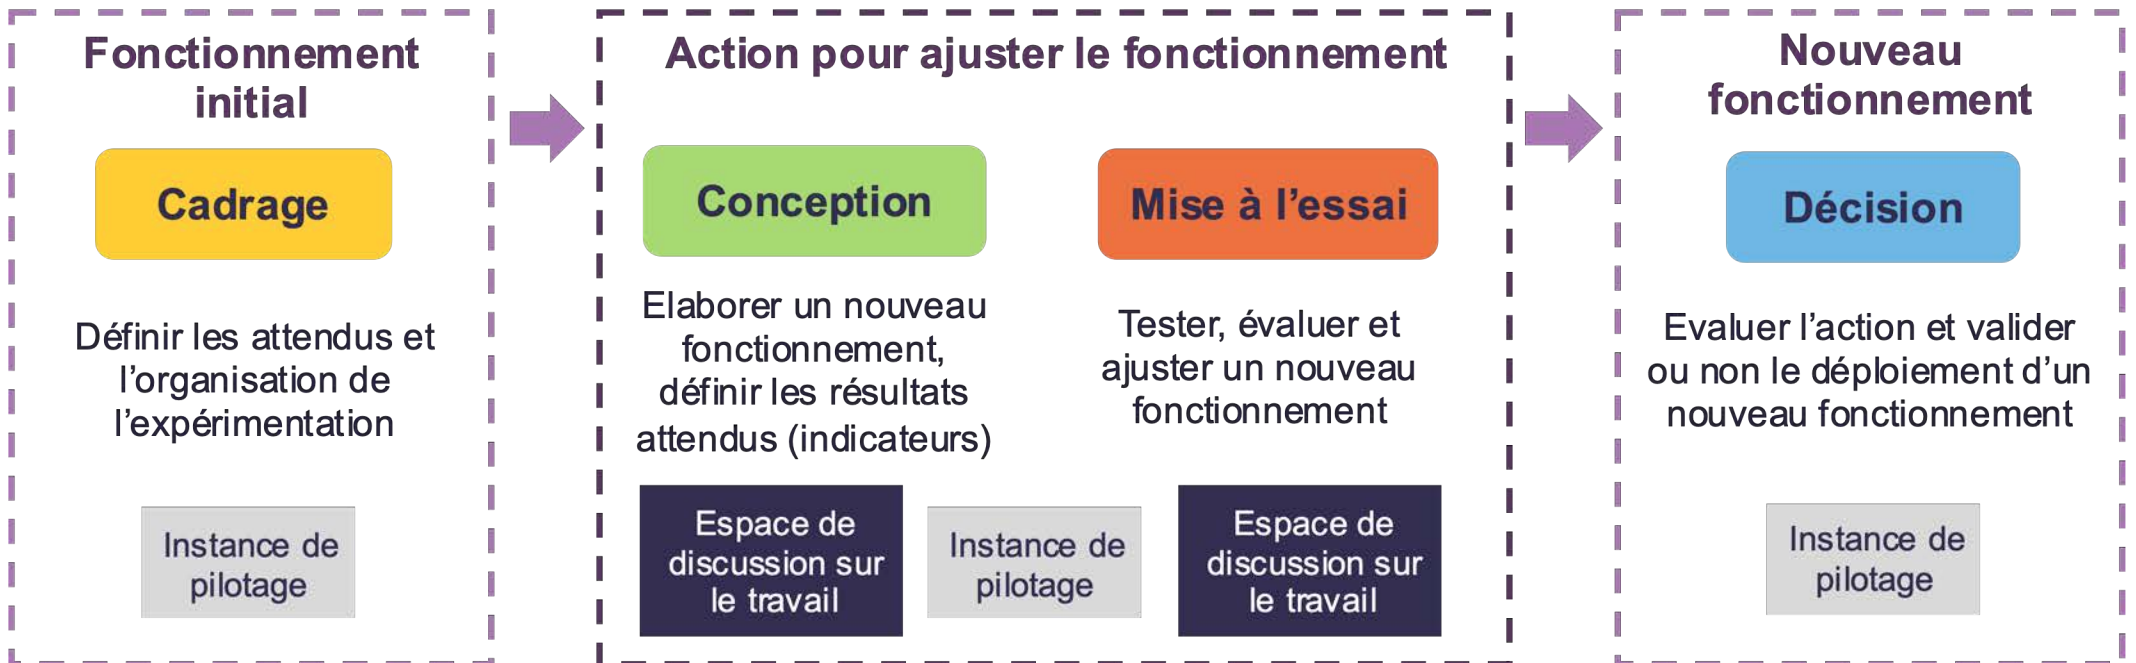 Fonctionnement
initial
Cadrage
Définir les attendus et
l’organisation de
l’expérimentation
Instance de
pilotage
Action pour ajuster le fonctionnement
Conception
Elaborer un nouveau
fonctionnement,
définir les résultats
attendus (indicateurs)
Mise à l’essai
Tester, évaluer et
ajuster un nouveau
fonctionnement
Espace de
discussion sur
le travail
Instance de
pilotage
Espace de
discussion sur
le travail
Nouveau
fonctionnement
Décision
Evaluer l’action et valider
ou non le déploiement d’un
nouveau fonctionnement
Instance de
pilotage